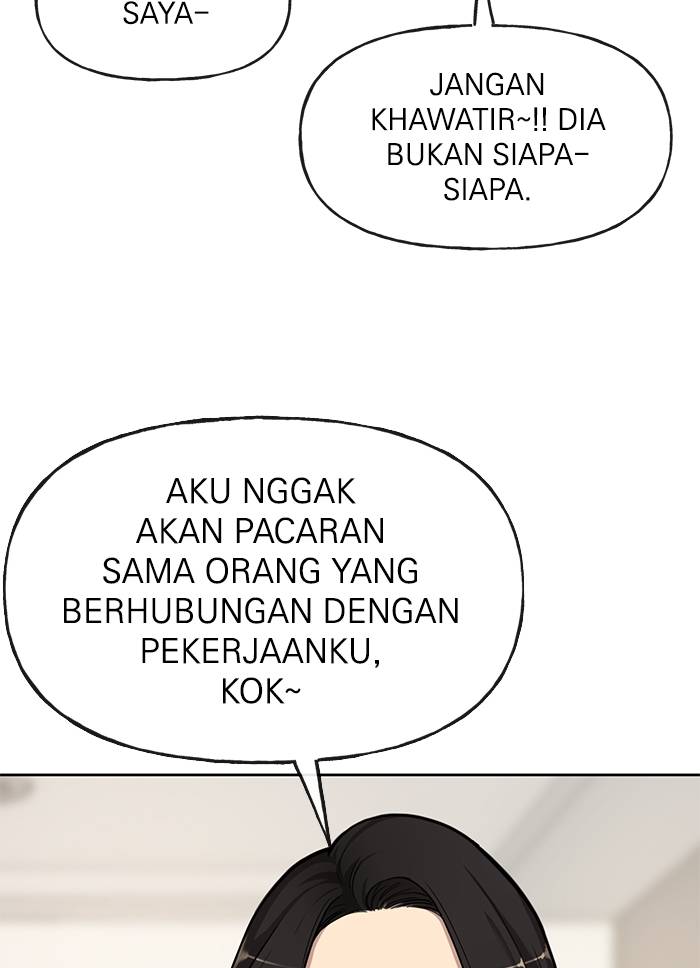 SAYA-
JANGAN
KHAWATIR~!! DIA
BUKAN SIAPA-
SIAPA.
AKU NGGAK
AKAN PACARAN
SAMA ORANG YANG
BERHUBUNGAN DENGAN
PEKERJAANKU,
KOK~